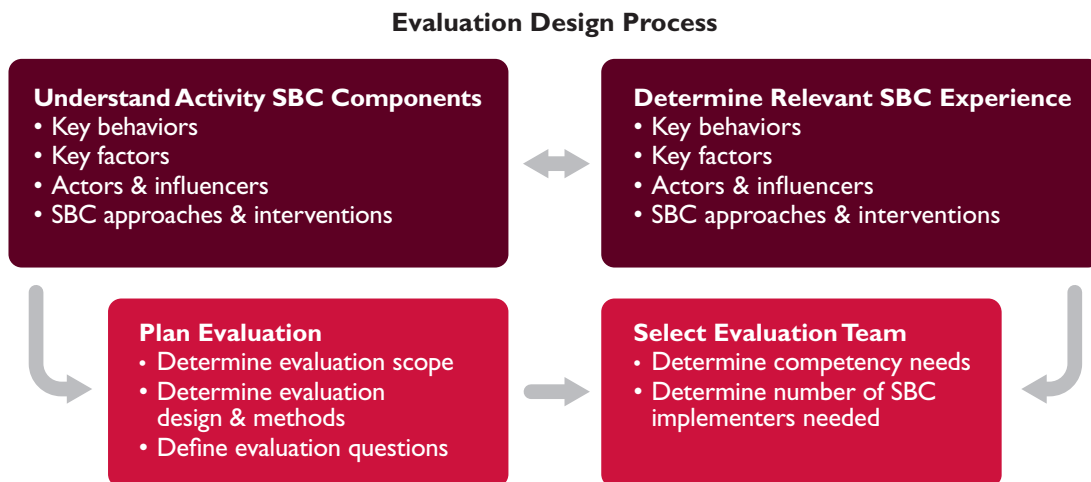 Evaluation Design Process
Understand Activity SBC Components
• Key behaviors
• Key factors
• Actors & influencers
• SBC approaches & interventions
Determine Relevant SBC Experience
• Key behaviors
• Key factors
• Actors & influencers
• SBC approaches & interventions
Plan Evaluation
• Determine evaluation scope
• Determine evaluation
design & methods
• Define evaluation questions
Select Evaluation Team
• Determine competency needs
• Determine number of SBC
implementers needed